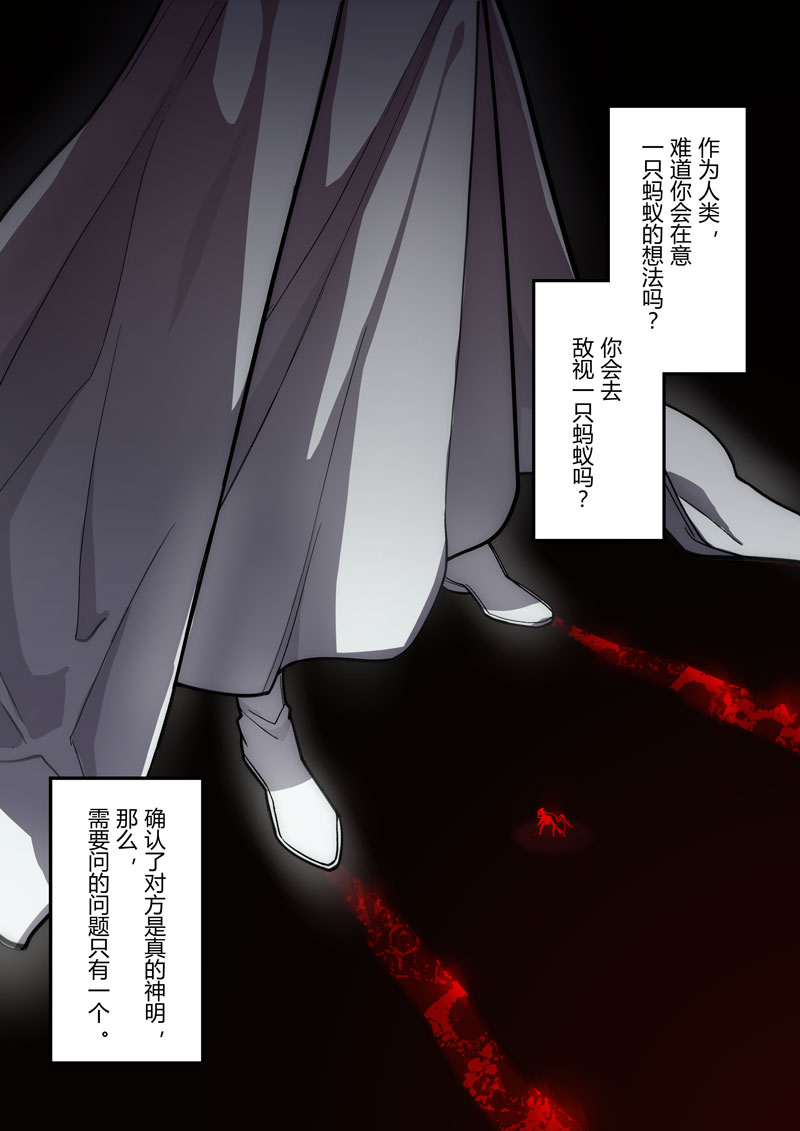 作为人类，
难道你会在意
一只蚂蚁的想法吗？
你会去
敌视一只蚂蚁吗？
确认了对方是真的神明，
那么，
需要问的问题只有一个。